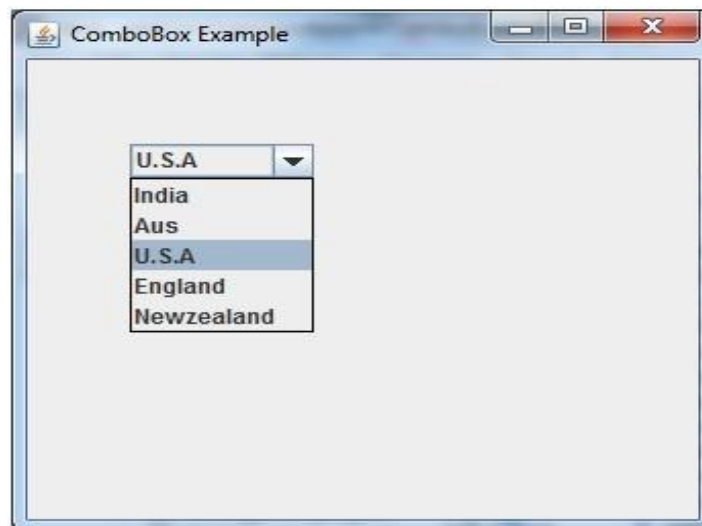 ComboBox Example
U.S.A
India
Aus
U.S.A
England
Newzealand